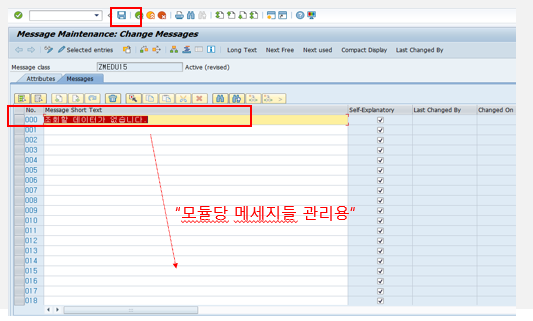 Message Maintenance: Change Messages
Selected entries Long Text Next Free Next used Compact Display Last Changed By
Message class ZMEDU15 Active (revised)
Attributes Messages
No. Message Short Text Self-Explanatory Last Changed By Changed On
000 조회할 데이터가 없습니다.
001
002
003
004
005
006
007
008
009
010
011
012
013
014
015
016
017
018
"모듈당 메세지들 관리용"